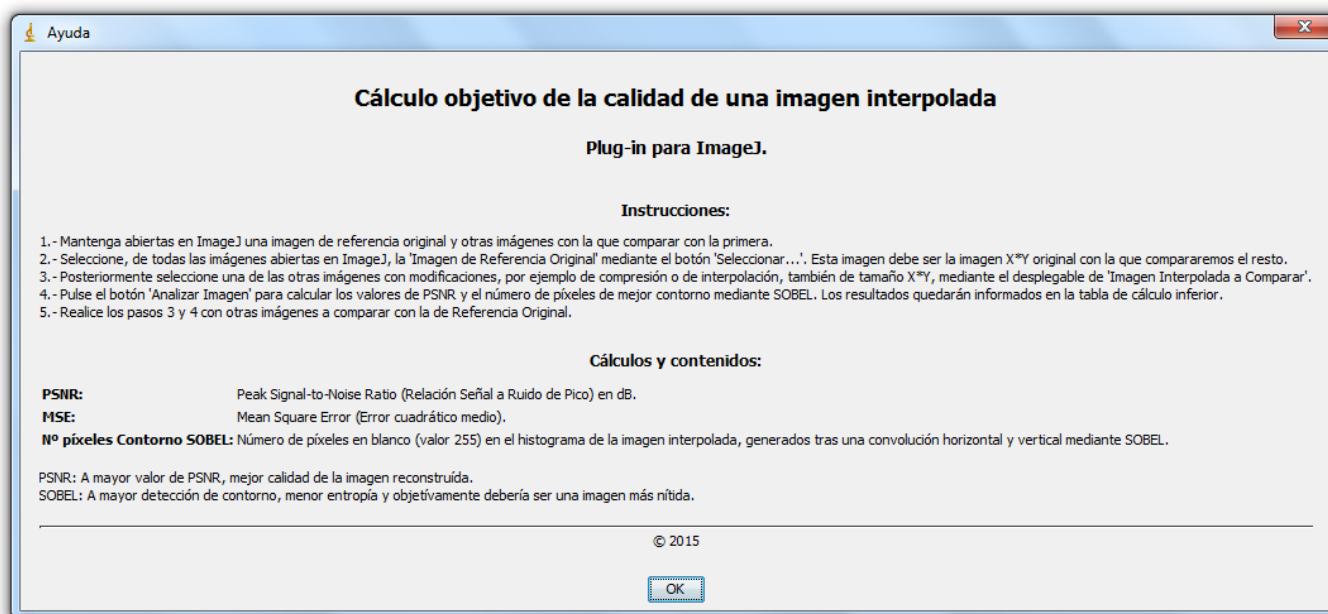 Ayuda
Cálculo objetivo de la calidad de una imagen interpolada
Plug-in para ImageJ.
Instrucciones:
1.- Mantenga abiertas en ImageJ una imagen de referencia original y otras imágenes con la que comparar con la primera.
2.- Seleccione, de todas las imágenes abiertas en ImageJ, la 'Imagen de Referencia Original' mediante el botón 'Seleccionar...'. Esta imagen debe ser la imagen X*Y original con la que compararemos el resto.
3.- Posteriormente seleccione una de las otras imágenes con modificaciones, por ejemplo de compresión o de interpolación, también de tamaño X*Y, mediante el desplegable de 'Imagen Interpolada a Comparar'.
4.- Pulse el botón 'Analizar Imagen' para calcular los valores de PSNR y el número de píxeles de mejor contorno mediante SOBEL. Los resultados quedarán informados en la tabla de cálculo inferior.
5.- Realice los pasos 3 y 4 con otras imágenes a comparar con la de Referencia Original.
Cálculos y contenidos:
PSNR: Peak Signal-to-Noise Ratio (Relación Señal a Ruido de Pico) en dB.
MSE: Mean Square Error (Error cuadrático medio).
Nº píxeles Contorno SOBEL: Número de píxeles en blanco (valor 255) en el histograma de la imagen interpolada, generados tras una convolución horizontal y vertical mediante SOBEL.
PSNR: A mayor valor de PSNR, mejor calidad de la imagen reconstruída.
SOBEL: A mayor detección de contorno, menor entropía y objetívamente debería ser una imagen más nítida.
© 2015
OK